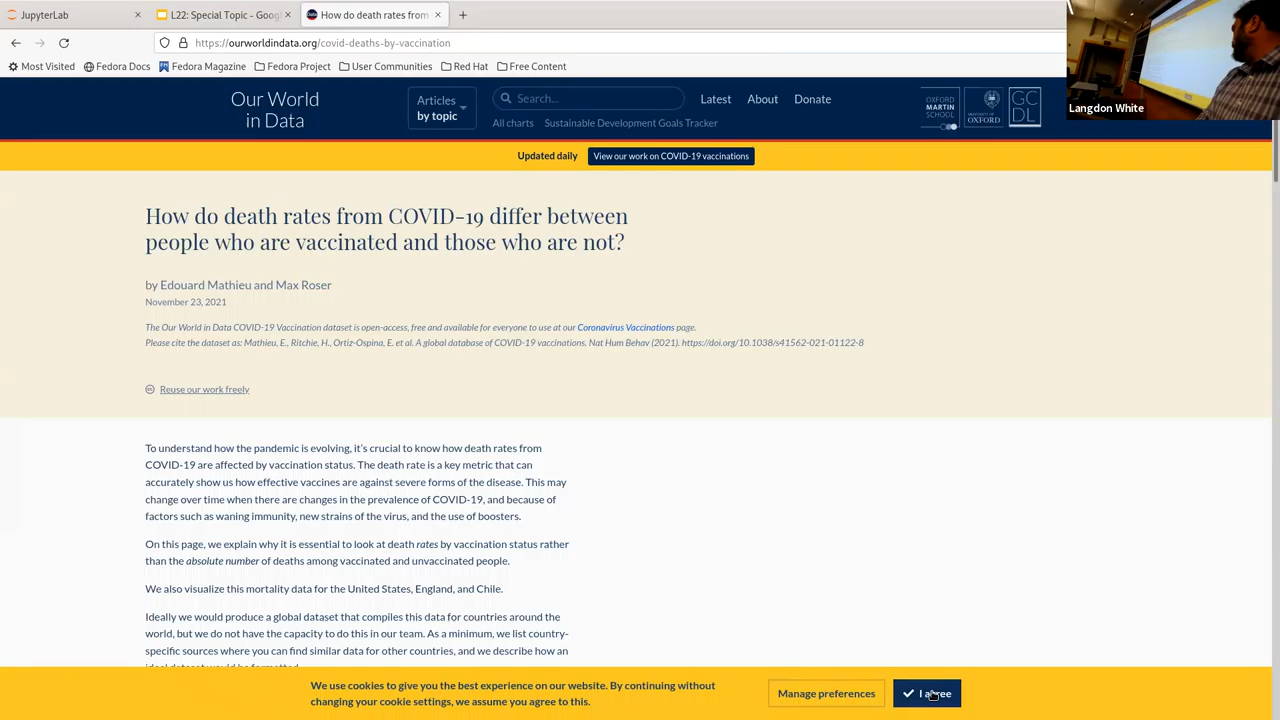 JupyterLab
L22: Special Topic - Goog
How do death rates from
https://ourworldindata.org/covid-deaths-by-vaccination
Most Visited
Fedora Docs
Fedora Magazine
Fedora Project
User Communities
Red Hat
Free Content
Langdon White
Our World
in Data
Articles
by topic
Search...
Latest
About
Donate
All charts
Sustainable Development Goals Tracker
OXFORD
MARTIN
SCHOOL
UNIVERSITY OF
OXFORD
GC
DL
Updated daily
View our work on COVID-19 vaccinations
How do death rates from COVID-19 differ between
people who are vaccinated and those who are not?
by Edouard Mathieu and Max Roser
November 23, 2021
The Our World in Data COVID-19 Vaccination dataset is open-access, free and available for everyone to use at our Coronavirus Vaccinations page.
Please cite the dataset as: Mathieu, E., Ritchie, H., Ortiz-Ospina, E. et al. A global database of COVID-19 vaccinations. Nat Hum Behav (2021). https://doi.org/10.1038/s41562-021-01122-8
Reuse our work freely
To understand how the pandemic is evolving, it's crucial to know how death rates from
COVID-19 are affected by vaccination status. The death rate is a key metric that can
accurately show us how effective vaccines are against severe forms of the disease. This may
change over time when there are changes in the prevalence of COVID-19, and because of
factors such as waning immunity, new strains of the virus, and the use of boosters.
On this page, we explain why it is essential to look at death rates by vaccination status rather
than the absolute number of deaths among vaccinated and unvaccinated people.
We also visualize this mortality data for the United States, England, and Chile.
Ideally we would produce a global dataset that compiles this data for countries around the
world, but we do not have the capacity to do this in our team. As a minimum, we list country-
specific sources where you can find similar data for other countries, and we describe how an
ideal dataset would be formatted.
We use cookies to give you the best experience on our website. By continuing without
changing your cookie settings, we assume you agree to this.
Manage preferences
I agree